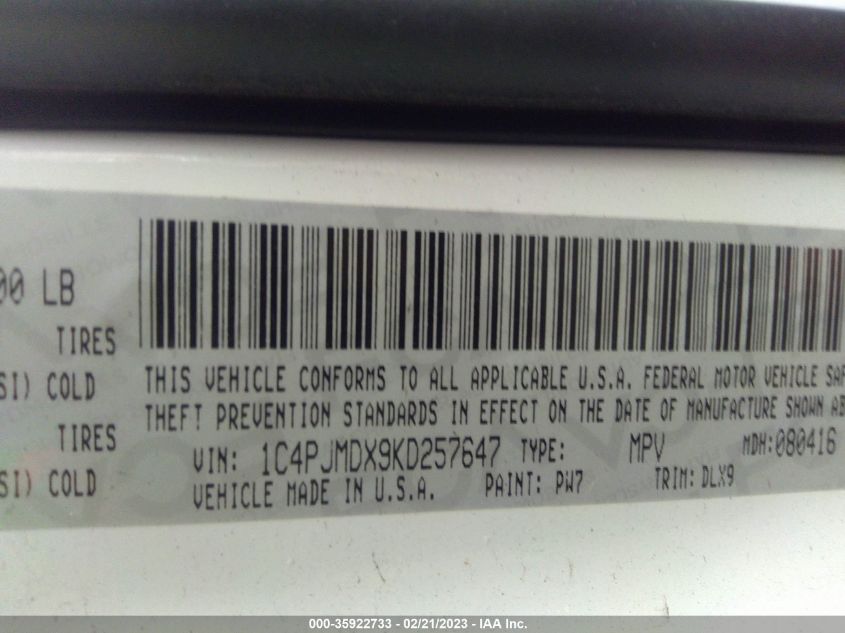 00 LB
TIRES
SI) COLD
TIRES
SI) COLD
THIS VEHICLE CONFORMS TO ALL APPLICABLE U.S.A. FEDERAL MOTOR VEHICLE SAF
THEFT PREVENTION STANDARDS IN EFFECT ON THE DATE OF MANUFACTURE SHOWN AB
VIN: 1C4PJMDX9KD257647 TYPE: MPV MDH:080416
VEHICLE MADE IN U.S.A. PAINT: PW7 TRIM: DLX9
000-35922733 - 02/21/2023 - IAA Inc.